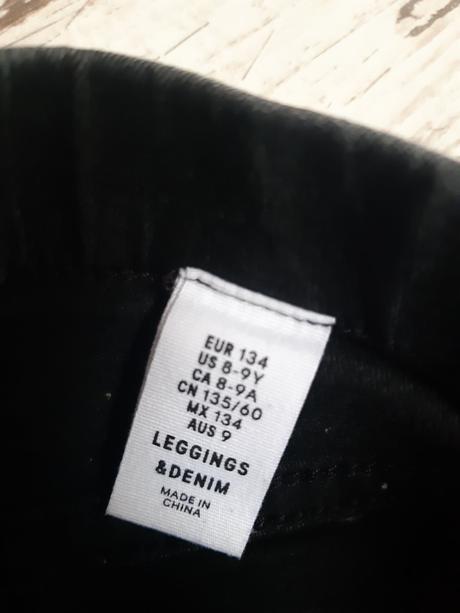 EUR 134
US 8-9Y
CA 8-9A
CN 135/60
MX 134
AUS 9
LEGGINGS
&DENIM
MADE IN
CHINA